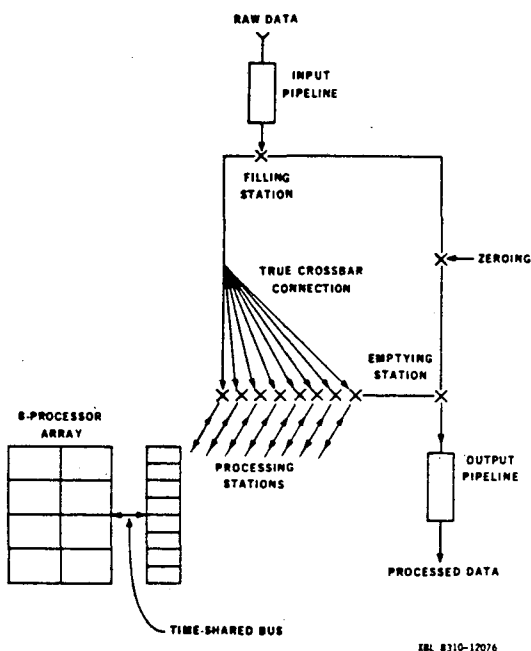 RAW DATA
INPUT
PIPELINE
FILLING
STATION
ZEROING
TRUE CROSSBAR
CONNECTION
EMPTYING
STATION
8-PROCESSOR
ARRAY
PROCESSING
STATIONS
OUTPUT
PIPELINE
PROCESSED DATA
TIME-SHARED BUS
XBL 8310-12076